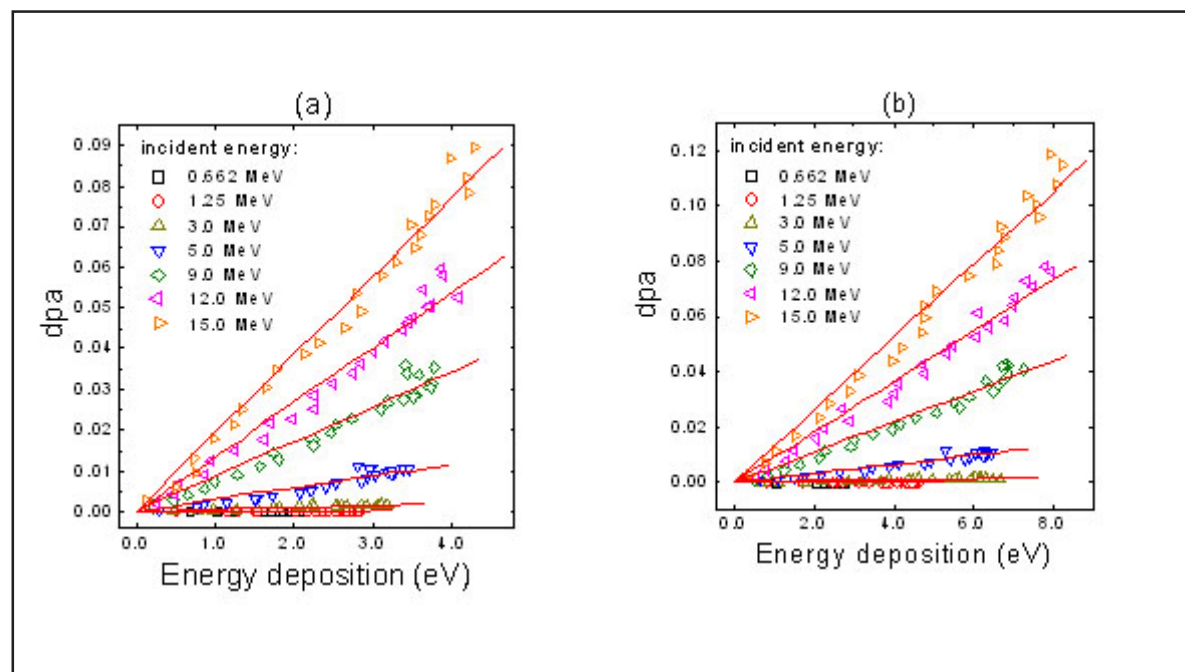 (a)
incident energy:
0.662 MeV
1.25 MeV
3.0 MeV
5.0 MeV
9.0 MeV
12.0 MeV
15.0 MeV
0.09
0.08
0.07
0.06
0.05
0.04
0.03
0.01
0.01
0.00
dpa
0.0 1.0 2.0 3.0 4.0
Energy deposition (eV)
(b)
incident energy:
0.662 MeV
1.25 MeV
3.0 MeV
5.0 MeV
9.0 MeV
12.0 MeV
15.0 MeV
0.12
0.10
0.08
0.06
0.04
0.02
0.00
dpa
0.0 2.0 4.0 6.0 8.0
Energy deposition (eV)